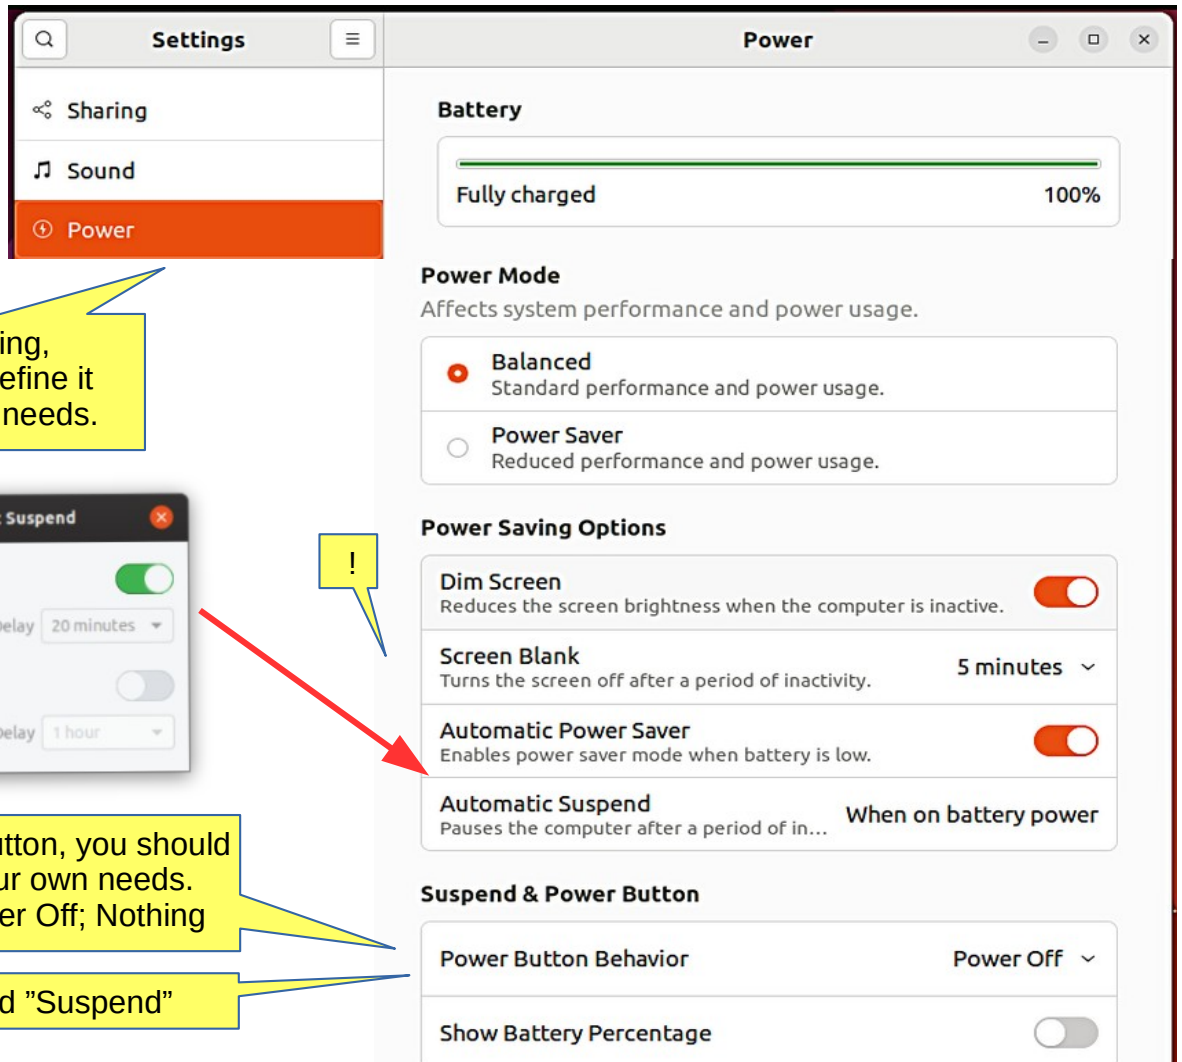 Settings
Power
Sharing
Sound
Power
Battery
Fully charged 100%
Power Mode
Affects system performance and power usage.
Balanced
Standard performance and power usage.
Power Saver
Reduced performance and power usage.
ing,
efine it
needs.
Suspend
Delay 20 minutes
Delay 1 hour
!
Power Saving Options
Dim Screen
Reduces the screen brightness when the computer is inactive.
Screen Blank
Turns the screen off after a period of inactivity.
5 minutes
Automatic Power Saver
Enables power saver mode when battery is low.
Automatic Suspend
Pauses the computer after a period of in...
When on battery power
utton, you should
ur own needs.
er Off; Nothing
d ”Suspend”
Suspend & Power Button
Power Button Behavior Power Off
Show Battery Percentage